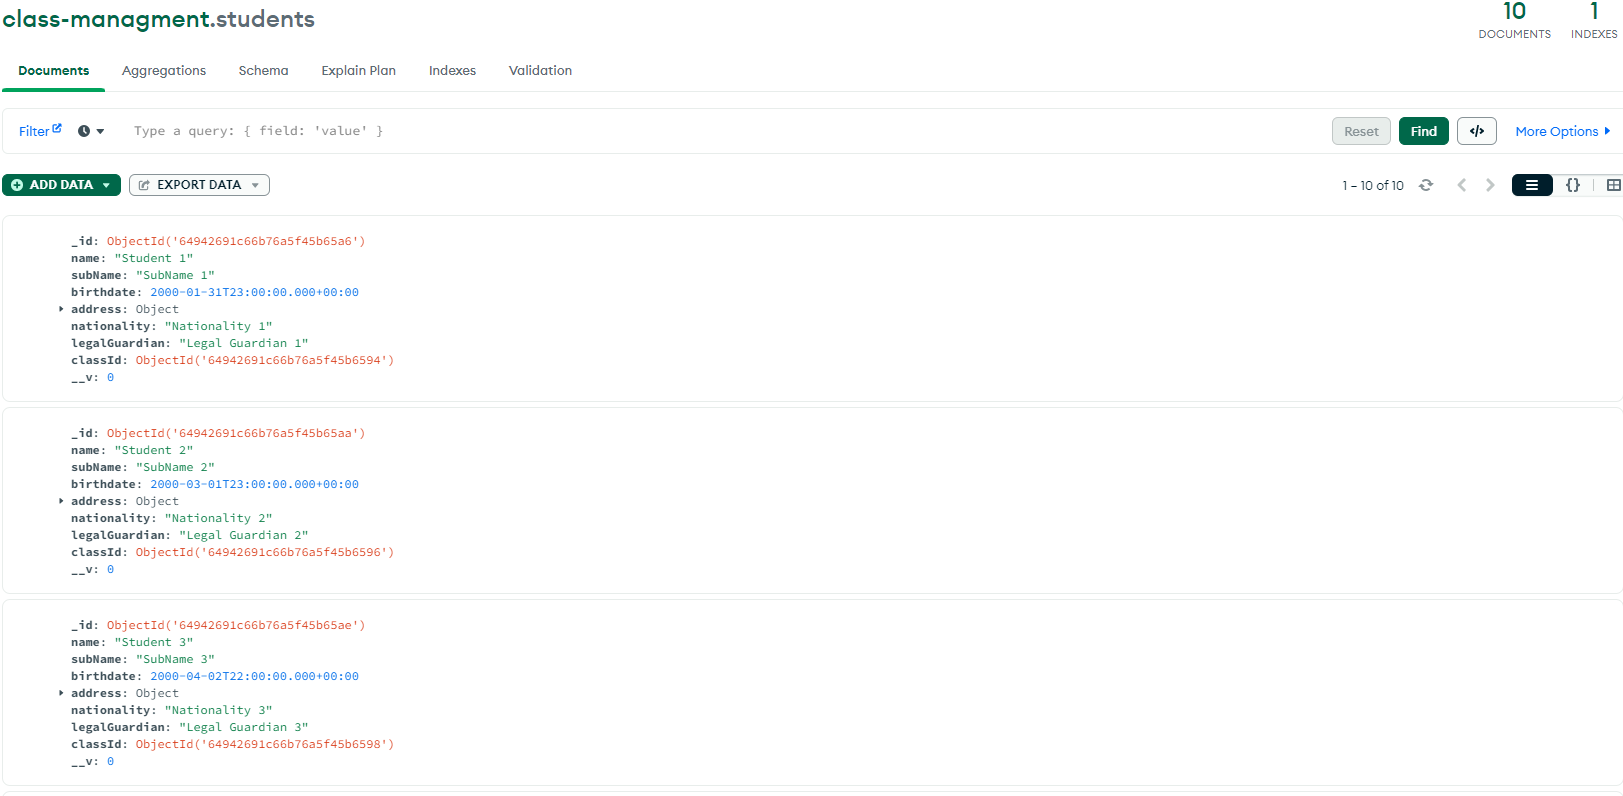 class-managment.students
10 1
DOCUMENTS INDEXES
Documents Aggregations Schema Explain Plan Indexes Validation
Filter Type a query: { field: 'value' } Reset Find </> More Options
ADD DATA EXPORT DATA 1 – 10 of 10 {}
_id: ObjectId('64942691c66b76a5f45b65a6')
name: "Student 1"
subName: "SubName 1"
birthdate: 2000-01-31T23:00:00.000+00:00
address: Object
nationality: "Nationality 1"
legalGuardian: "Legal Guardian 1"
classId: ObjectId('64942691c66b76a5f45b6594')
__v: 0
_id: ObjectId('64942691c66b76a5f45b65aa')
name: "Student 2"
subName: "SubName 2"
birthdate: 2000-03-01T23:00:00.000+00:00
address: Object
nationality: "Nationality 2"
legalGuardian: "Legal Guardian 2"
classId: ObjectId('64942691c66b76a5f45b6596')
__v: 0
_id: ObjectId('64942691c66b76a5f45b65ae')
name: "Student 3"
subName: "SubName 3"
birthdate: 2000-04-02T22:00:00.000+00:00
address: Object
nationality: "Nationality 3"
legalGuardian: "Legal Guardian 3"
classId: ObjectId('64942691c66b76a5f45b6598')
__v: 0